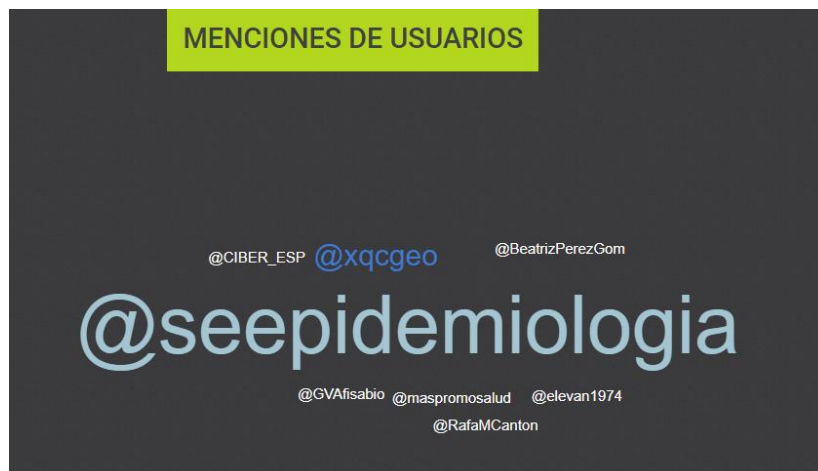 MENCIONES DE USUARIOS
@CIBER_ESP @xqcgeo @BeatrizPerezGom
@seepidemiologia
@GVAfisabio @maspromosalud @elevan1974
@RafaMCanton